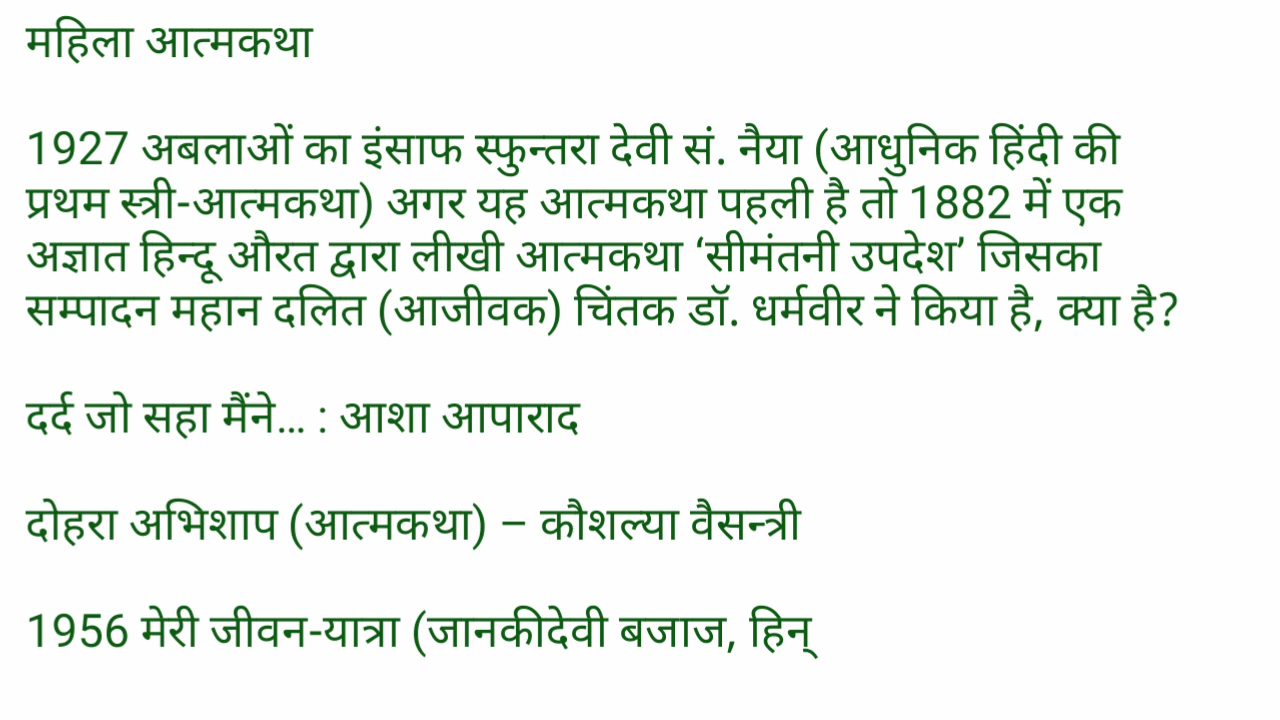 महिला आत्मकथा
1927 अबलाओं का इंसाफ स्फुन्तरा देवी सं. नैया (आधुनिक हिंदी की
प्रथम स्त्री-आत्मकथा) अगर यह आत्मकथा पहली है तो 1882 में एक
अज्ञात हिन्दू औरत द्वारा लीखी आत्मकथा ‘सीमंतनी उपदेश’ जिसका
सम्पादन महान दलित (आजीवक) चिंतक डॉ. धर्मवीर ने किया है, क्या है?
दर्द जो सहा मैंने… : आशा आपाराद
दोहरा अभिशाप (आत्मकथा) – कौशल्या वैसन्त्री
1956 मेरी जीवन-यात्रा (जानकीदेवी बजाज, हिन्